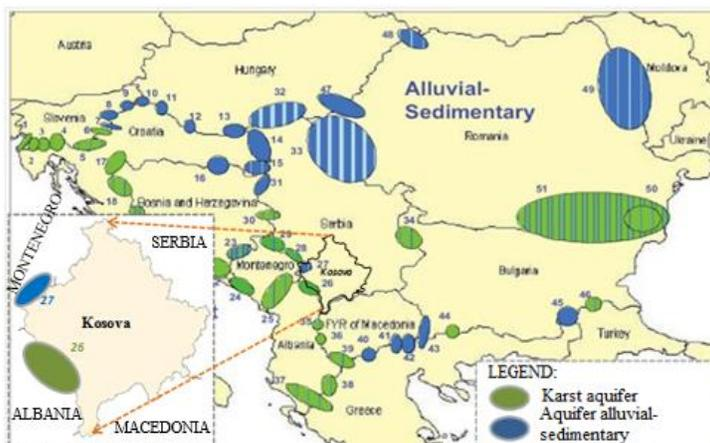 Austria
48
Moldova
Hungary
47
Alluvial-
Sedimentary
49
32
8 9 10 11
Slovenia
7
12
13
Croatia
14
Romania
Ukraine
1
2 3 4
5
6
33
15
16
31
17
18
Bosnia and Herzegovina
51
50
30
Serbia
34
29
28
27
23
Montenegro
Kosovo
26
24
25
Bulgaria
35
FYR of Macedonia
44
45
46
Albania
36
39
40
41
42
43
Turkey
37
38
Greece
MONTENEGRO
SERBIA
27
Kosova
26
ALBANIA
MACEDONIA
LEGEND:
Karst aquifer
Aquifer alluvial-
sedimentary